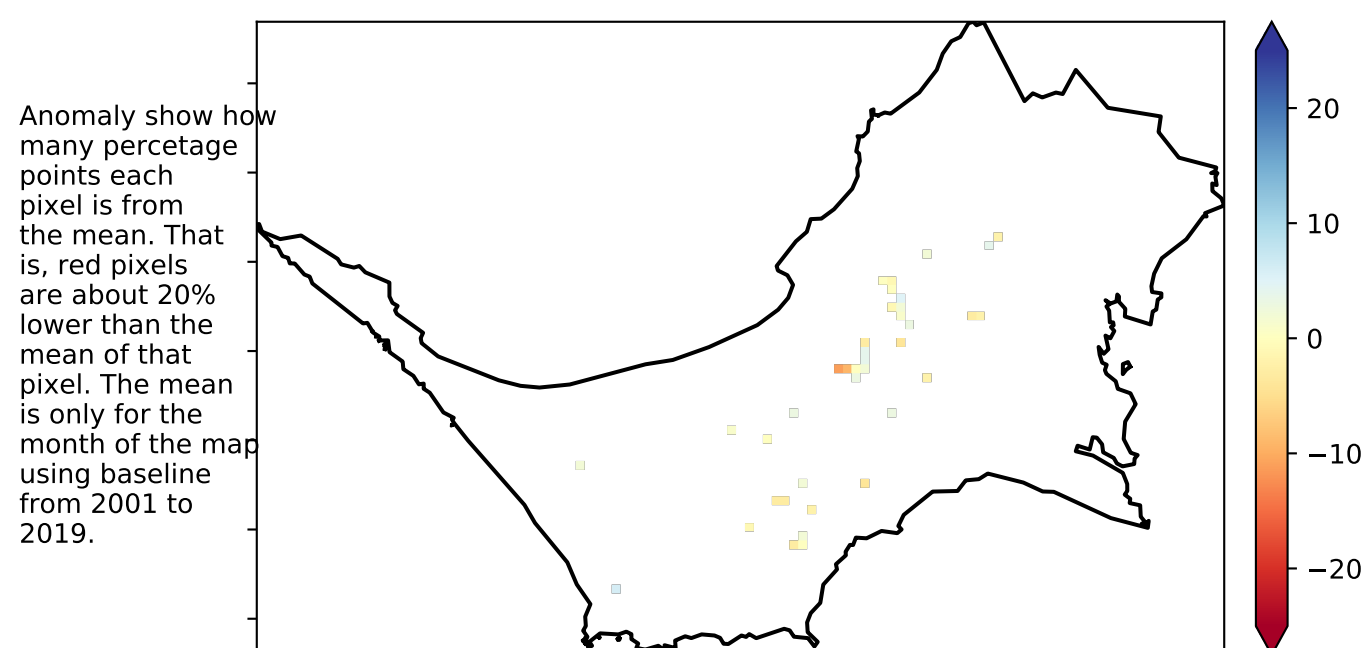 Anomaly show how
many percetage
points each
pixel is from
the mean. That
is, red pixels
are about 20%
lower than the
mean of that
pixel. The mean
is only for the
month of the map
using baseline
from 2001 to
2019.
20
10
0
−10
−20